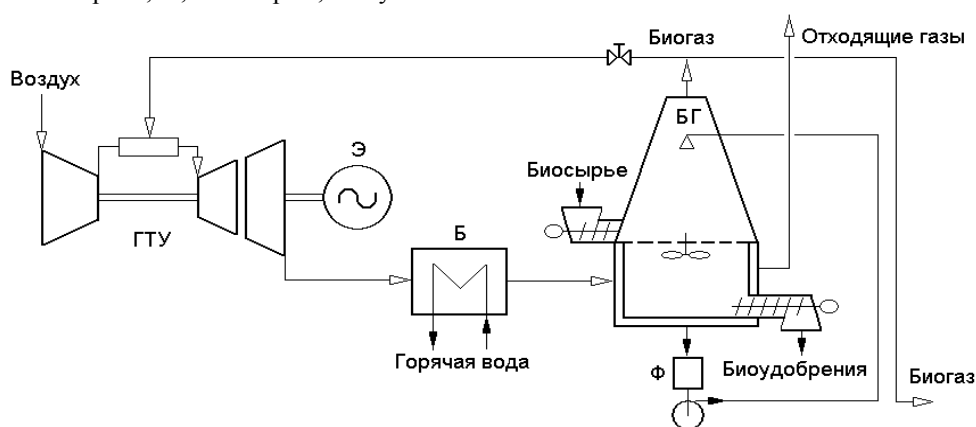 Биогаз
Отходящие газы
Воздух
БГ
Э
Биосырье
ГТУ
Б
Горячая вода
Ф
Биоудобрения
Биогаз